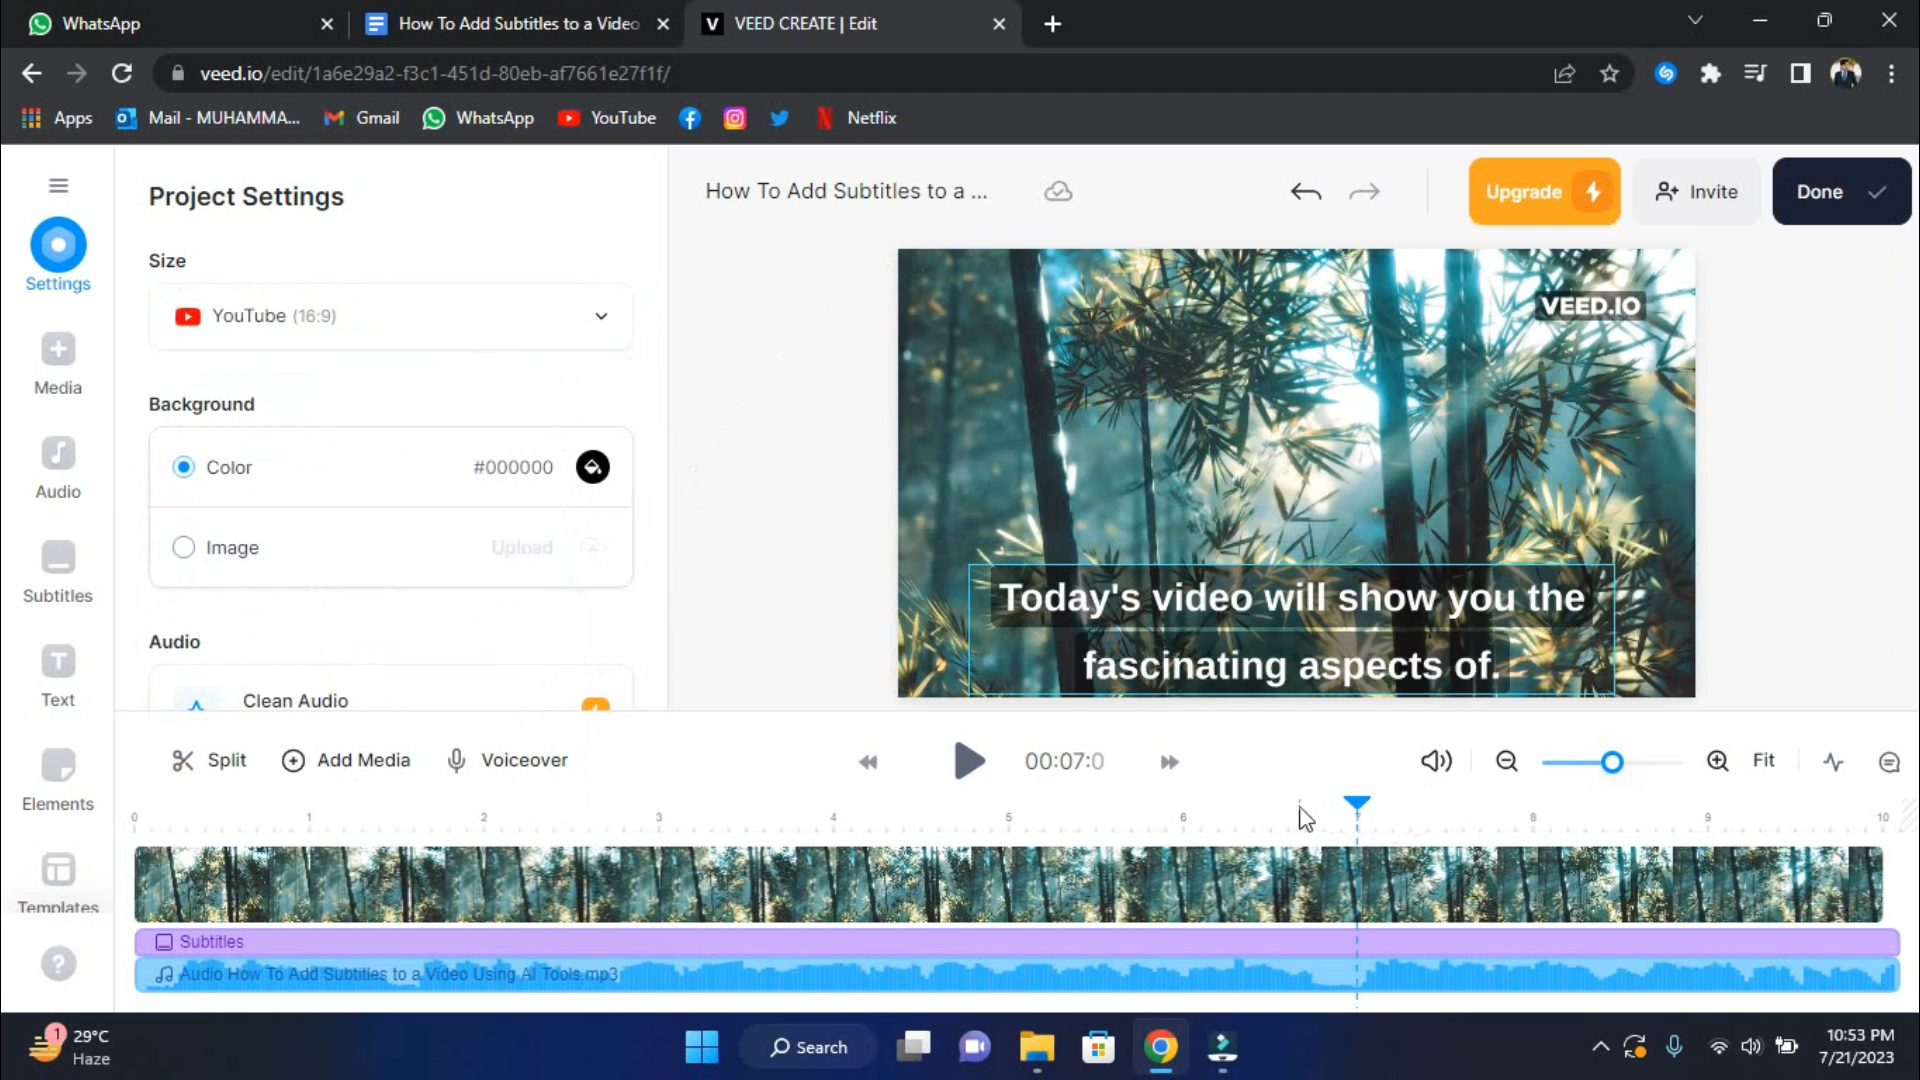 WhatsApp
How To Add Subtitles to a Video
VEED CREATE | Edit
veed.io/edit/1a6e29a2-f3c1-451d-80eb-af7661e27f1f/
Apps
Mail - MUHAMMA...
Gmail
WhatsApp
YouTube
Netflix
Project Settings
How To Add Subtitles to a ...
Upgrade
Invite
Done
Settings
Media
Audio
Subtitles
Text
Elements
Templates
Size
YouTube (16:9)
Background
Color
#000000
Image
Upload
Audio
Clean Audio
VEED.IO
Today's video will show you the
fascinating aspects of.
Split
Add Media
Voiceover
00:07:0
Fit
0 1 2 3 4 5 6 7 8 9 10
Subtitles
Audio How To Add Subtitles to a Video Using AI Tools.mp3
1
29°C
Haze
Search
10:53 PM
7/21/2023